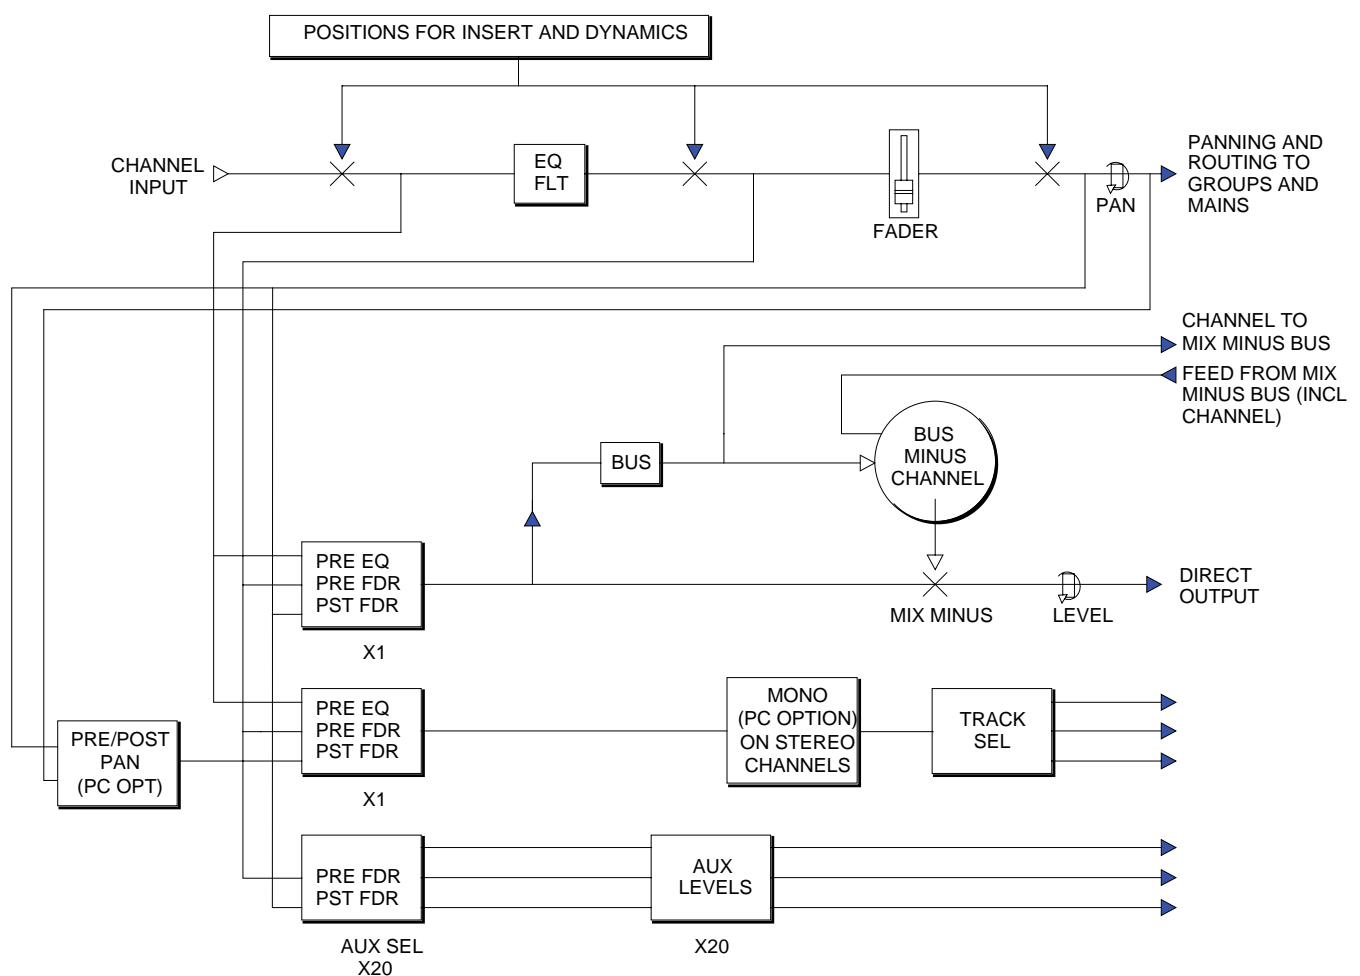 POSITIONS FOR INSERT AND DYNAMICS
CHANNEL
INPUT
EQ
FLT
FADER
PAN
PANNING AND
ROUTING TO
GROUPS AND
MAINS
CHANNEL TO
MIX MINUS BUS
FEED FROM MIX
MINUS BUS (INCL
CHANNEL)
BUS
BUS
MINUS
CHANNEL
PRE EQ
PRE FDR
PST FDR
X1
MIX MINUS
LEVEL
DIRECT
OUTPUT
PRE/POST
PAN
(PC OPT)
PRE EQ
PRE FDR
PST FDR
X1
MONO
(PC OPTION)
ON STEREO
CHANNELS
TRACK
SEL
PRE FDR
PST FDR
AUX SEL
X20
AUX
LEVELS
X20